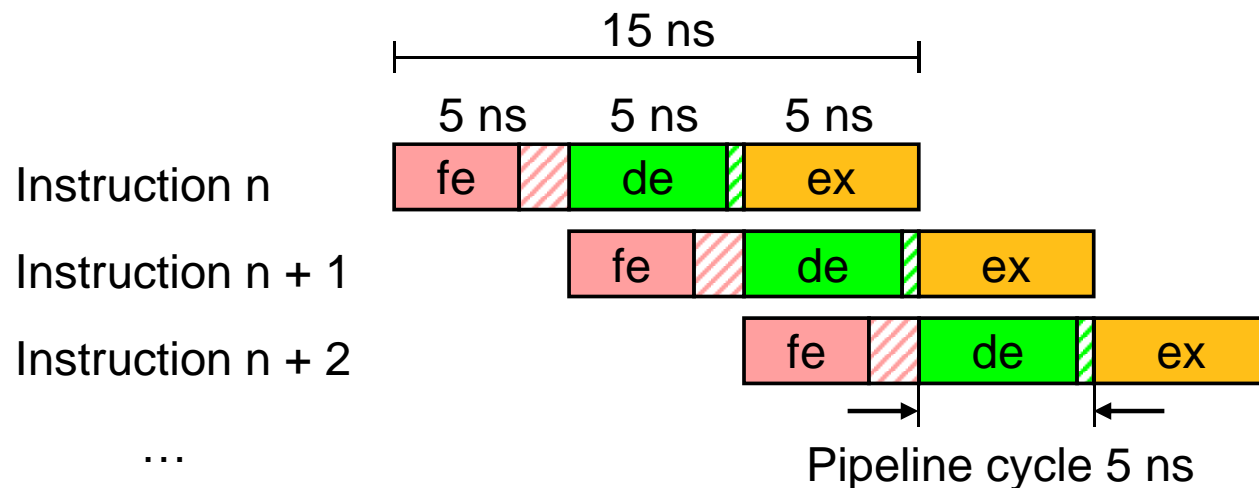 15 ns
5 ns 5 ns 5 ns
Instruction n fe de ex
Instruction n + 1 fe de ex
Instruction n + 2 fe de ex
… Pipeline cycle 5 ns